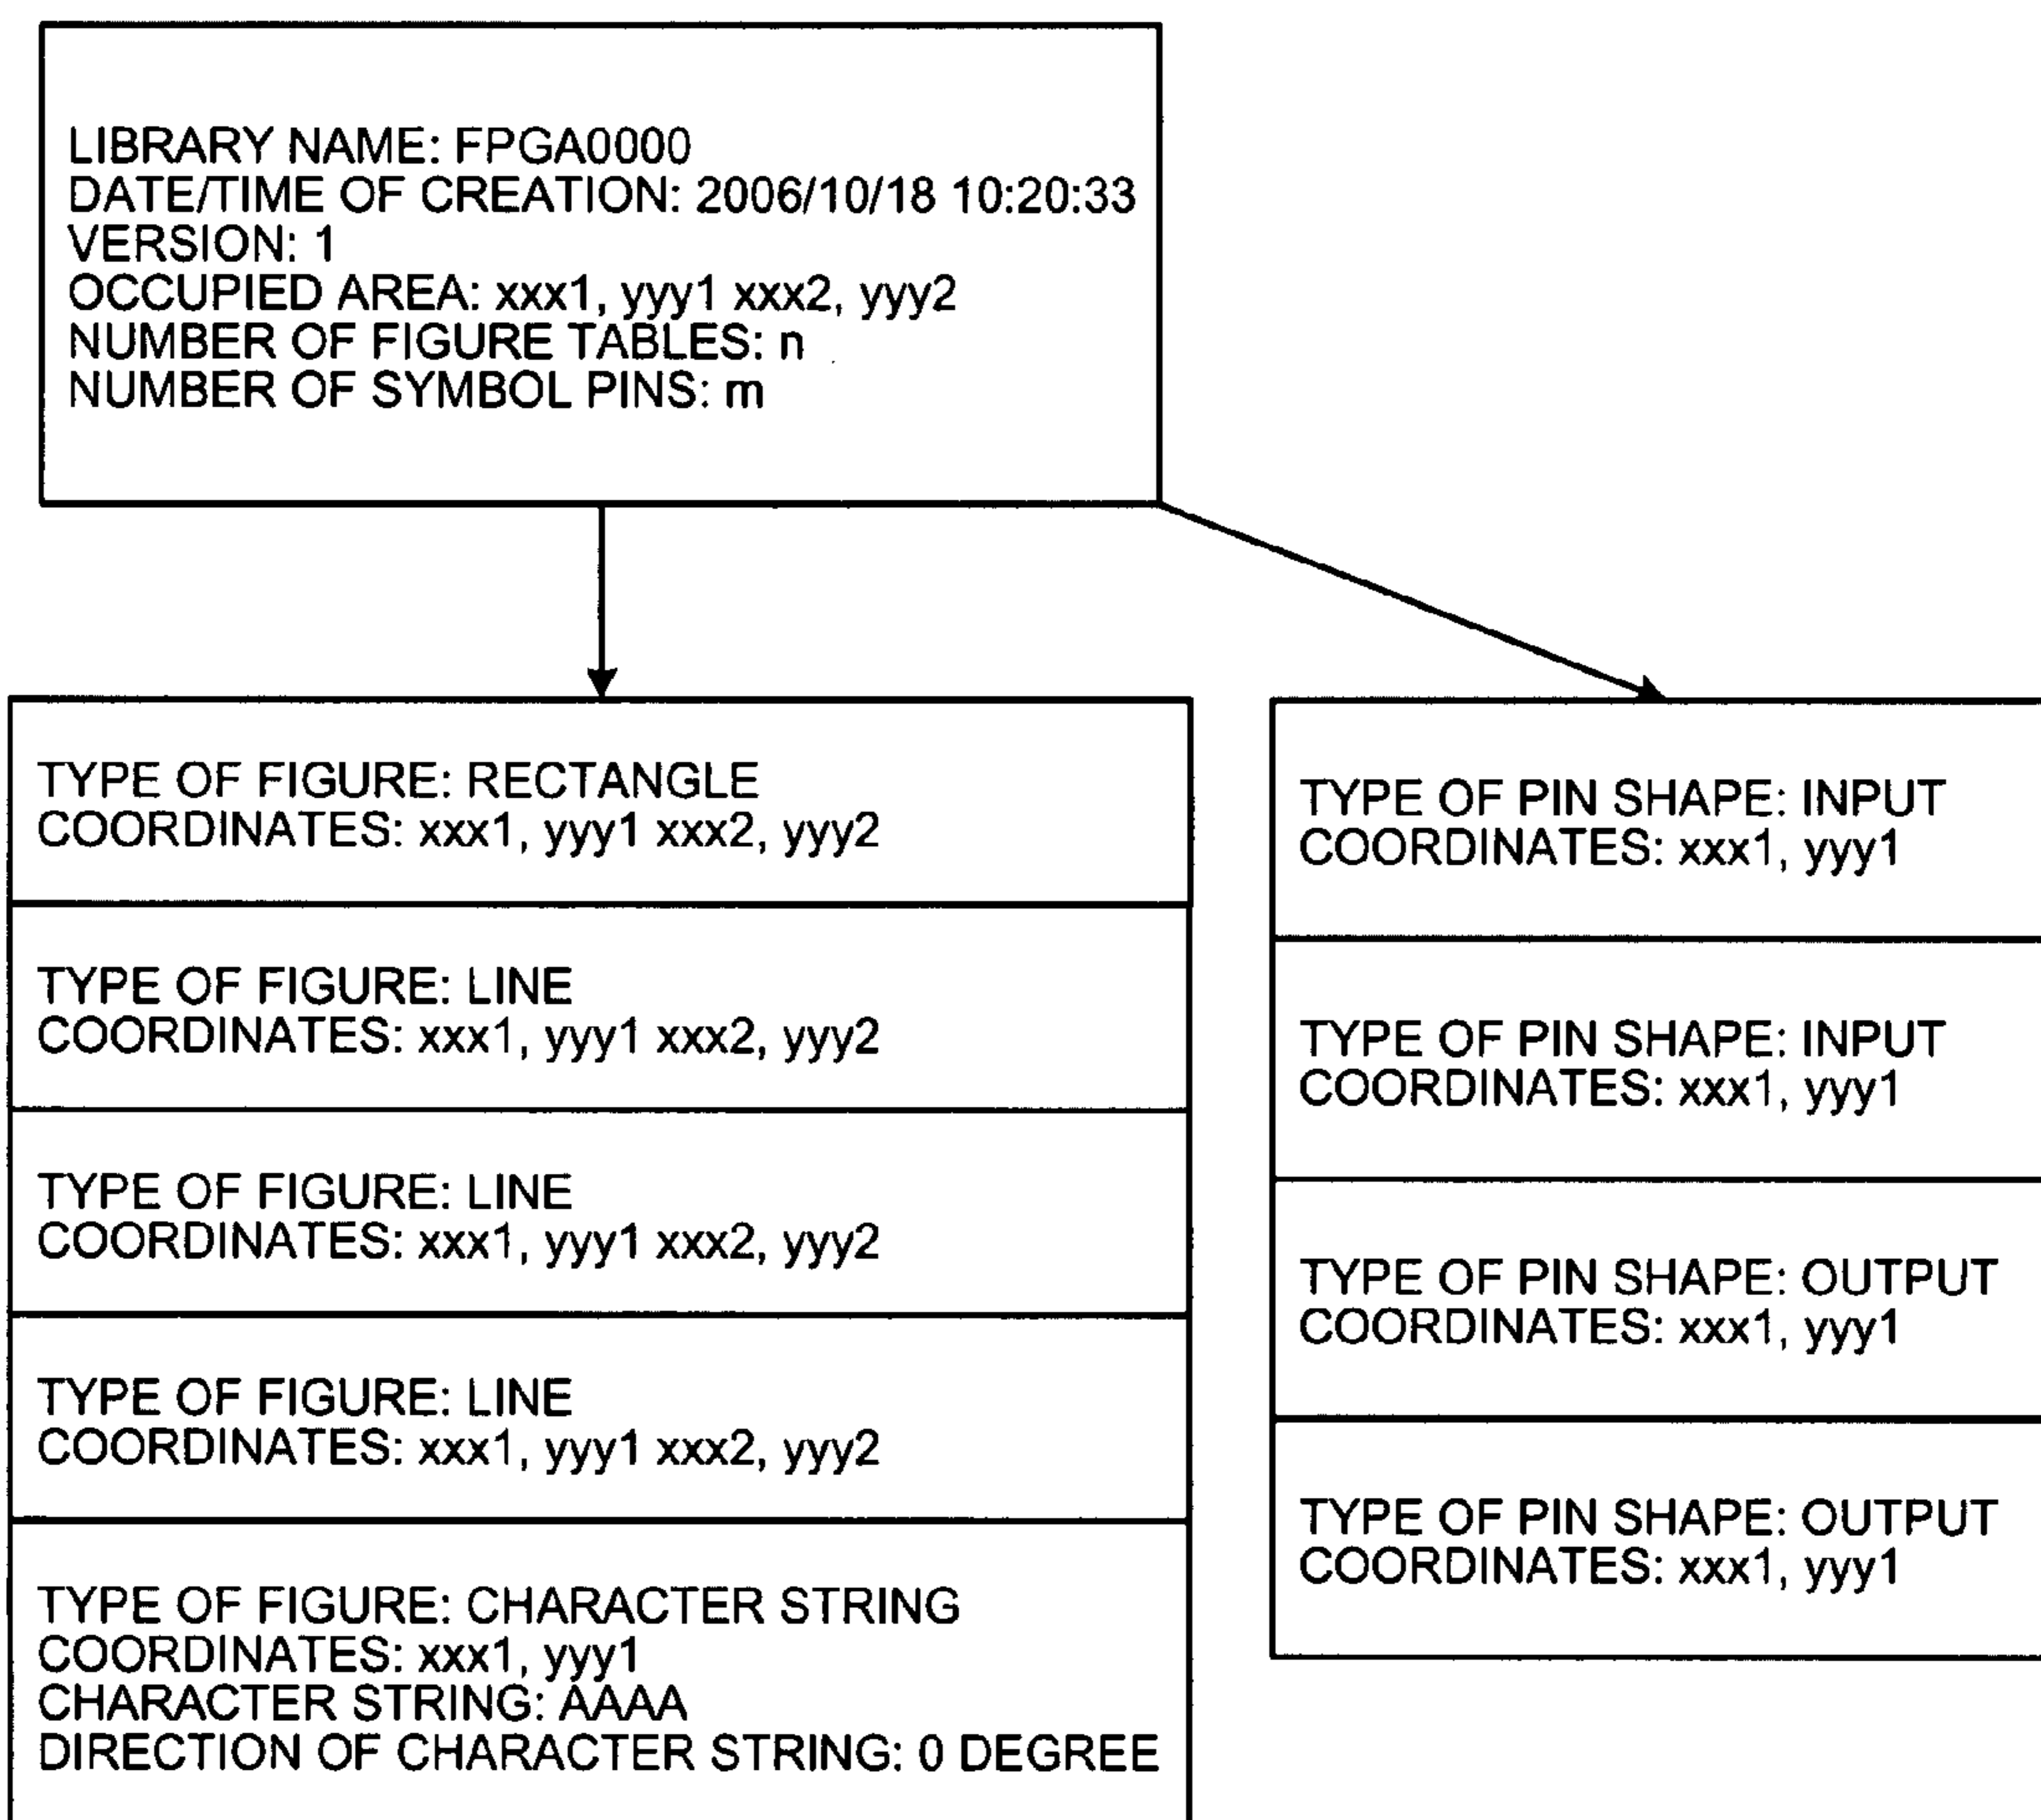 LIBRARY NAME: FPGA0000
DATE/TIME OF CREATION: 2006/10/18 10:20:33
VERSION: 1
OCCUPIED AREA: xxx1, yyy1 xxx2, yyy2
NUMBER OF FIGURE TABLES: n
NUMBER OF SYMBOL PINS: m
TYPE OF FIGURE: RECTANGLE
COORDINATES: xxx1, yyy1 xxx2, yyy2
TYPE OF FIGURE: LINE
COORDINATES: xxx1, yyy1 xxx2, yyy2
TYPE OF FIGURE: LINE
COORDINATES: xxx1, yyy1 xxx2, yyy2
TYPE OF FIGURE: LINE
COORDINATES: xxx1, yyy1 xxx2, yyy2
TYPE OF FIGURE: CHARACTER STRING
COORDINATES: xxx1, yyy1
CHARACTER STRING: AAAA
DIRECTION OF CHARACTER STRING: 0 DEGREE
TYPE OF PIN SHAPE: INPUT
COORDINATES: xxx1, yyy1
TYPE OF PIN SHAPE: INPUT
COORDINATES: xxx1, yyy1
TYPE OF PIN SHAPE: OUTPUT
COORDINATES: xxx1, yyy1
TYPE OF PIN SHAPE: OUTPUT
COORDINATES: xxx1, yyy1